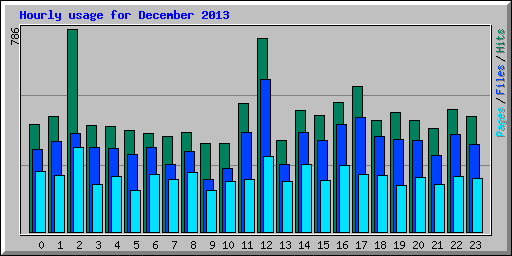 Hourly usage for December 2013
786
Pages / Files / Hits
0 1 2 3 4 5 6 7 8 9 10 11 12 13 14 15 16 17 18 19 20 21 22 23